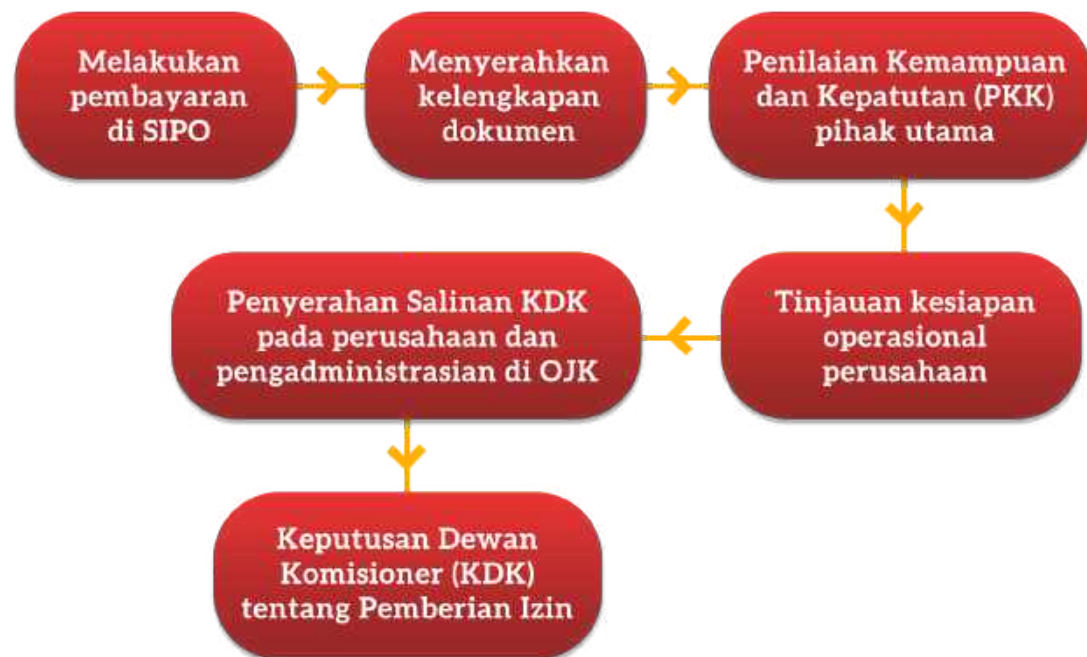 Melakukan
pembayaran
di SIPO
Menyerahkan
kelengkapan
dokumen
Penilaian Kemampuan
dan Kepatutan (PKK)
pihak utama
Tinjauan kesiapan
operasional
perusahaan
Penyerahan Salinan KDK
pada perusahaan dan
pengadministrasian di OJK
Keputusan Dewan
Komisioner (KDK)
tentang Pemberian Izin